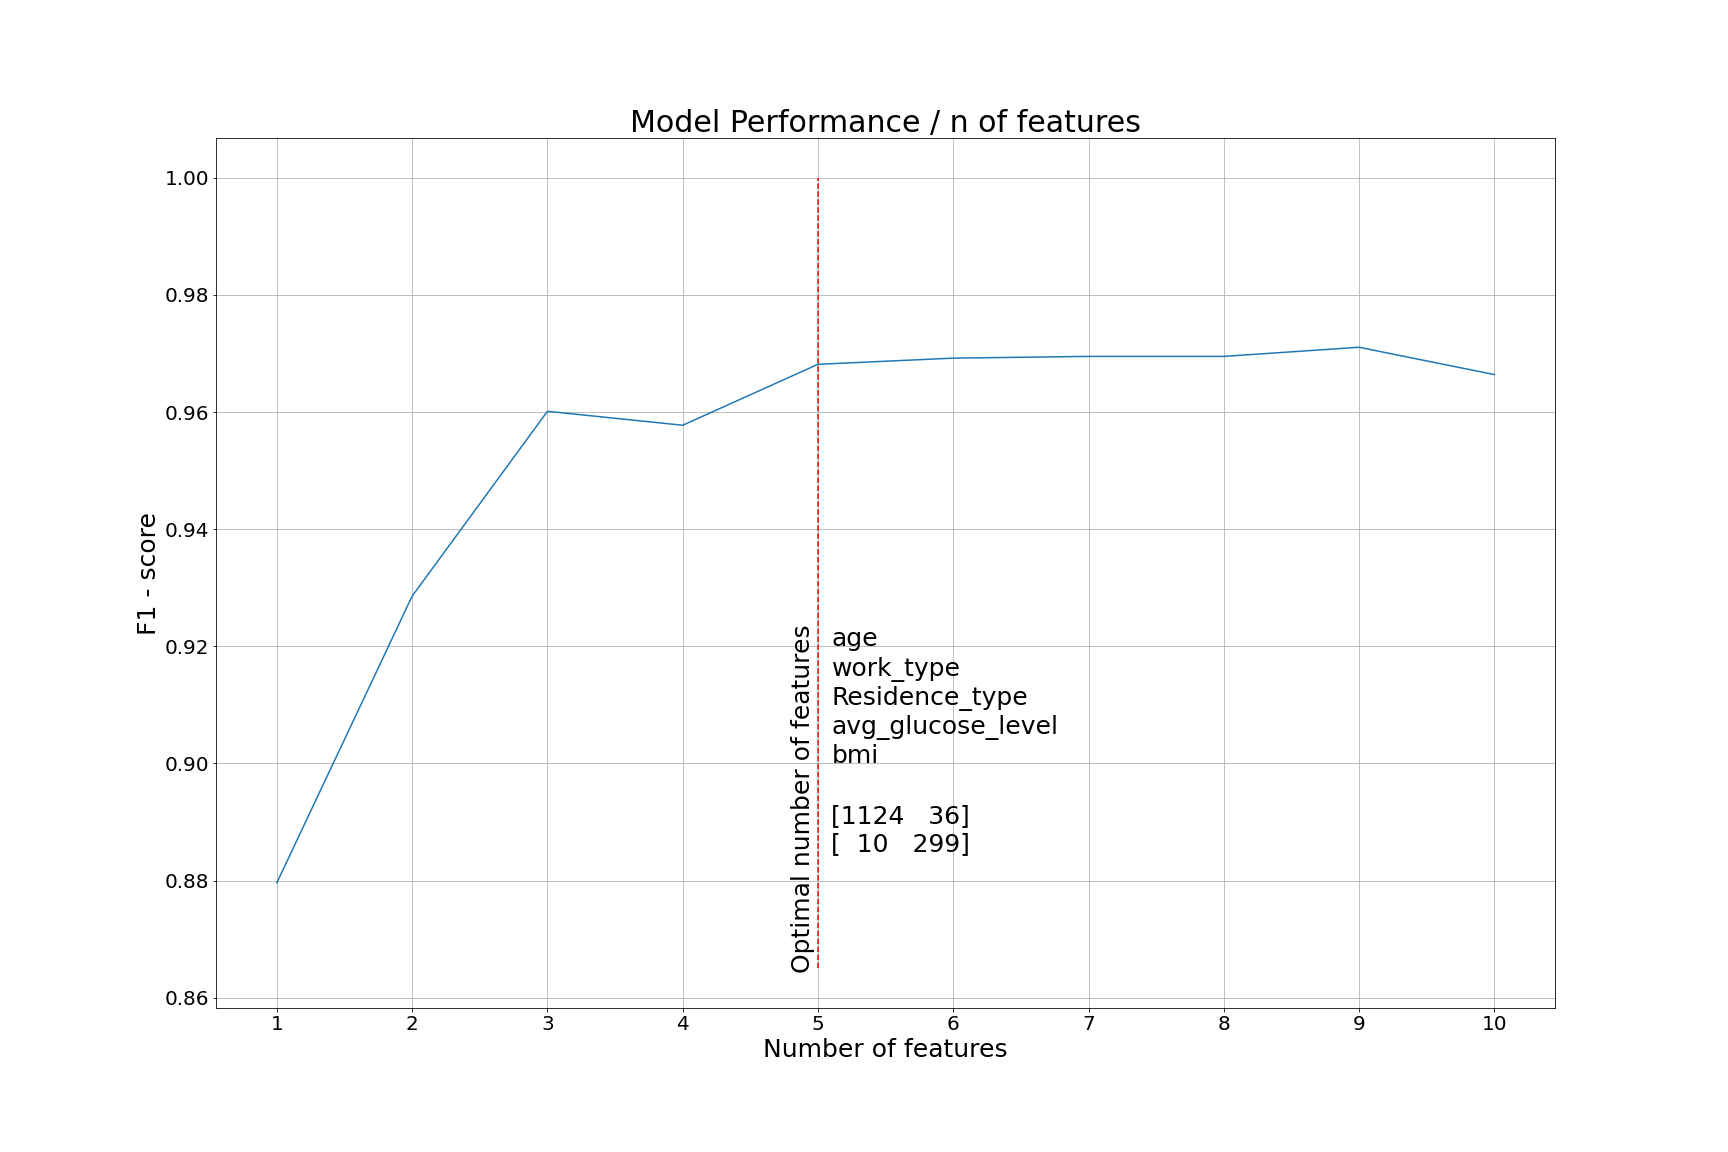 Model Performance / n of features
1.00
0.98
0.96
0.94
0.92
0.90
0.88
0.86
F1 - score
Optimal number of features
age
work_type
Residence_type
avg_glucose_level
bmi
[1124   36]
[  10   299]
1 2 3 4 5 6 7 8 9 10
Number of features